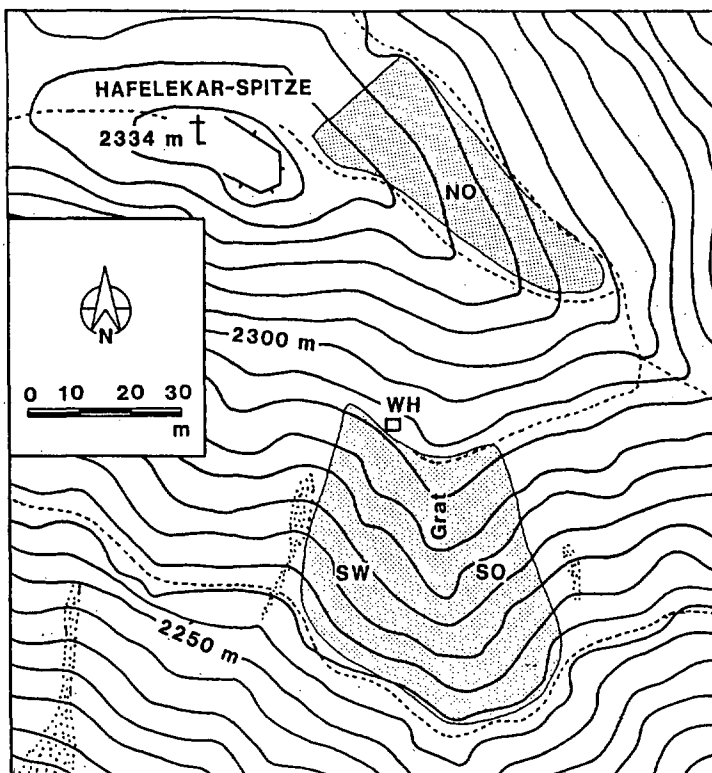 HAFELEKAR-SPITZE
2334 m
NO
N
2300 m
0 10 20 30
m
WH
Grat
SW
SO
2250 m